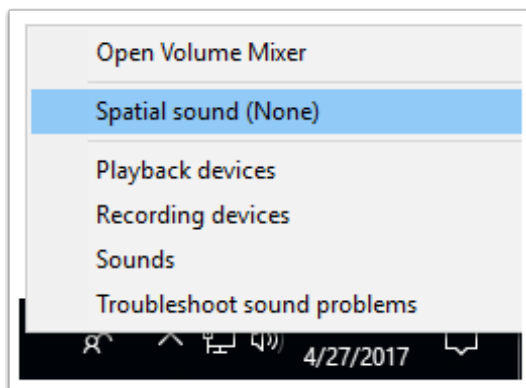 Open Volume Mixer
Spatial sound (None)
Playback devices
Recording devices
Sounds
Troubleshoot sound problems
4/27/2017